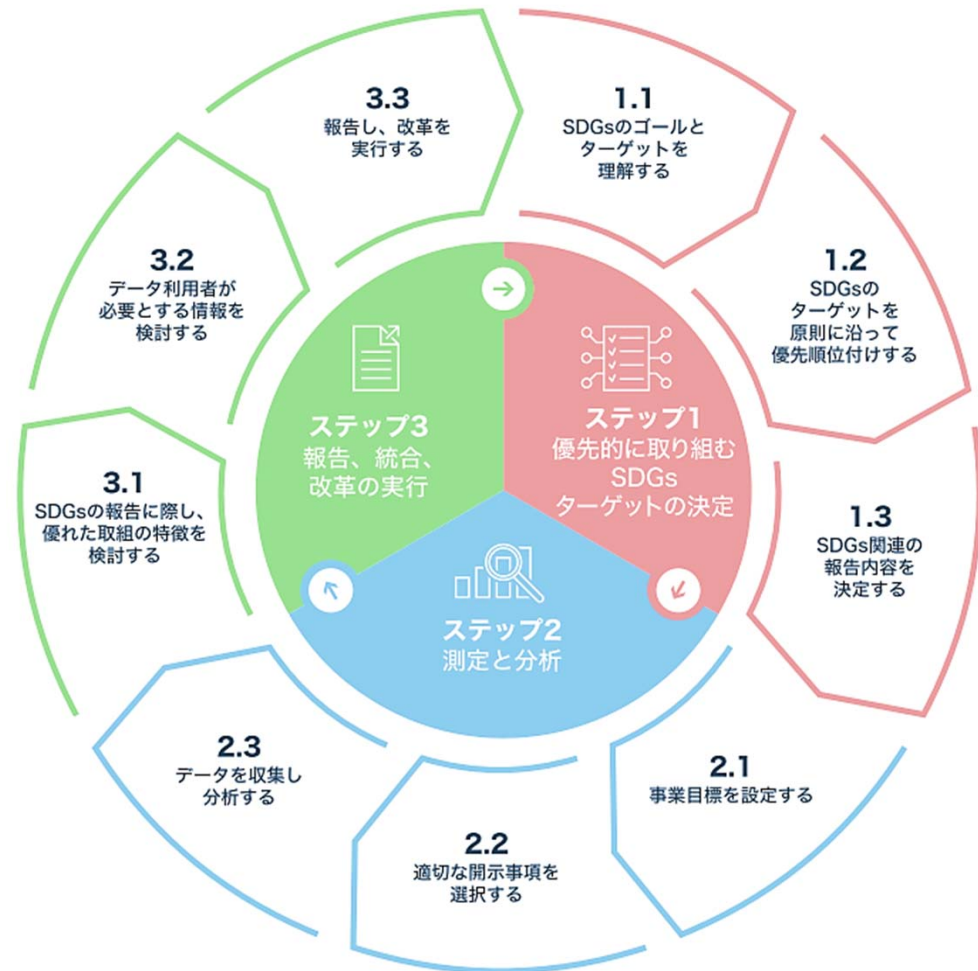 1.1
SDGsのゴールと
ターゲットを
理解する
1.2
SDGsの
ターゲットを
原則に沿って
優先順位付けする
1.3
SDGs関連の
報告内容を
決定する
2.1
事業目標を設定する
2.2
適切な開示事項を
選択する
2.3
データを収集し
分析する
3.1
SDGsの報告に際し、
優れた取組の特徴を
検討する
3.2
データ利用者が
必要とする情報を
検討する
3.3
報告し、改革を
実行する
ステップ1
優先的に取り組む
SDGs
ターゲットの決定
ステップ2
測定と分析
ステップ3
報告、統合、
改革の実行